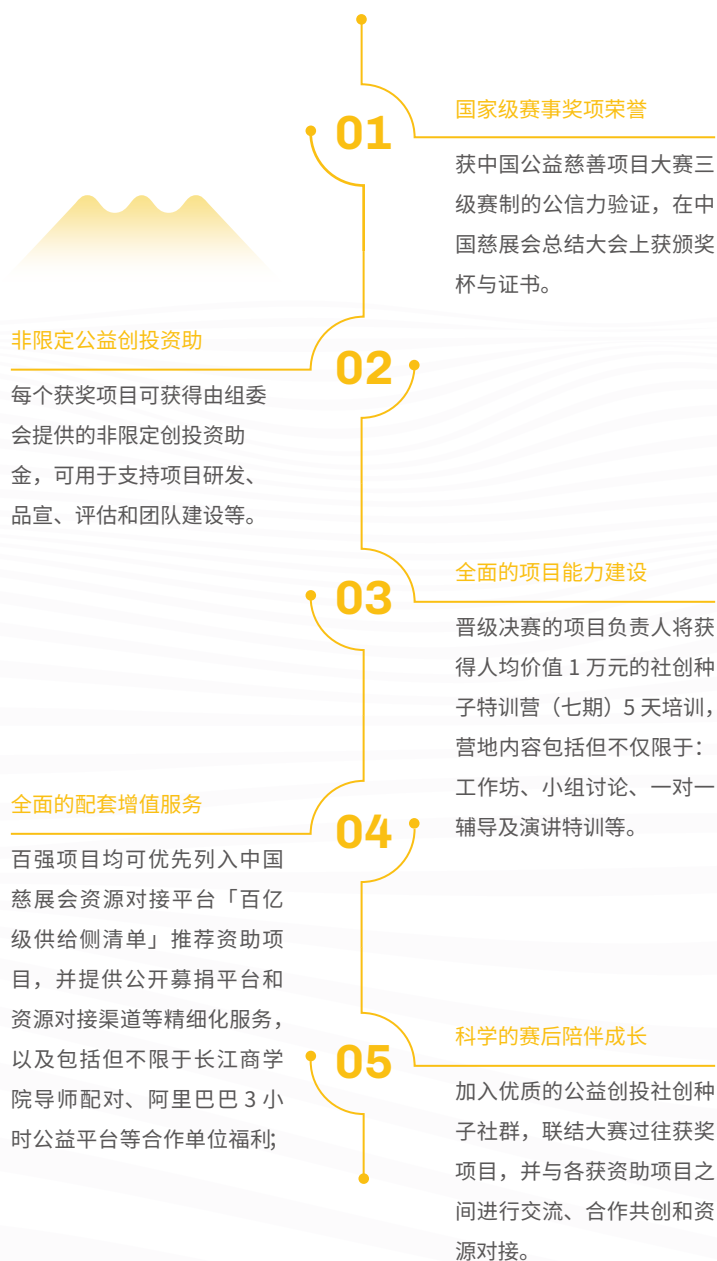 01
国家级赛事奖项荣誉
获中国公益慈善项目大赛三
级赛制的公信力验证，在中
国慈展会总结大会上获颁奖
杯与证书。
非限定公益创投资助
02
每个获奖项目可获得由组委
会提供的非限定创投资助
金，可用于支持项目研发、
品宣、评估和团队建设等。
03
全面的项目能力建设
晋级决赛的项目负责人将获
得人均价值 1 万元的社创种
子特训营（七期）5 天培训，
营地内容包括但不仅限于：
工作坊、小组讨论、一对一
辅导及演讲特训等。
全面的配套增值服务
04
百强项目均可优先列入中国
慈展会资源对接平台「百亿
级供给侧清单」推荐资助项
目，并提供公开募捐平台和
资源对接渠道等精细化服务，
以及包括但不限于长江商学
院导师配对、阿里巴巴 3 小
时公益平台等合作单位福利;
05
科学的赛后陪伴成长
加入优质的公益创投社创种
子社群，联结大赛过往获奖
项目，并与各获资助项目之
间进行交流、合作共创和资
源对接。